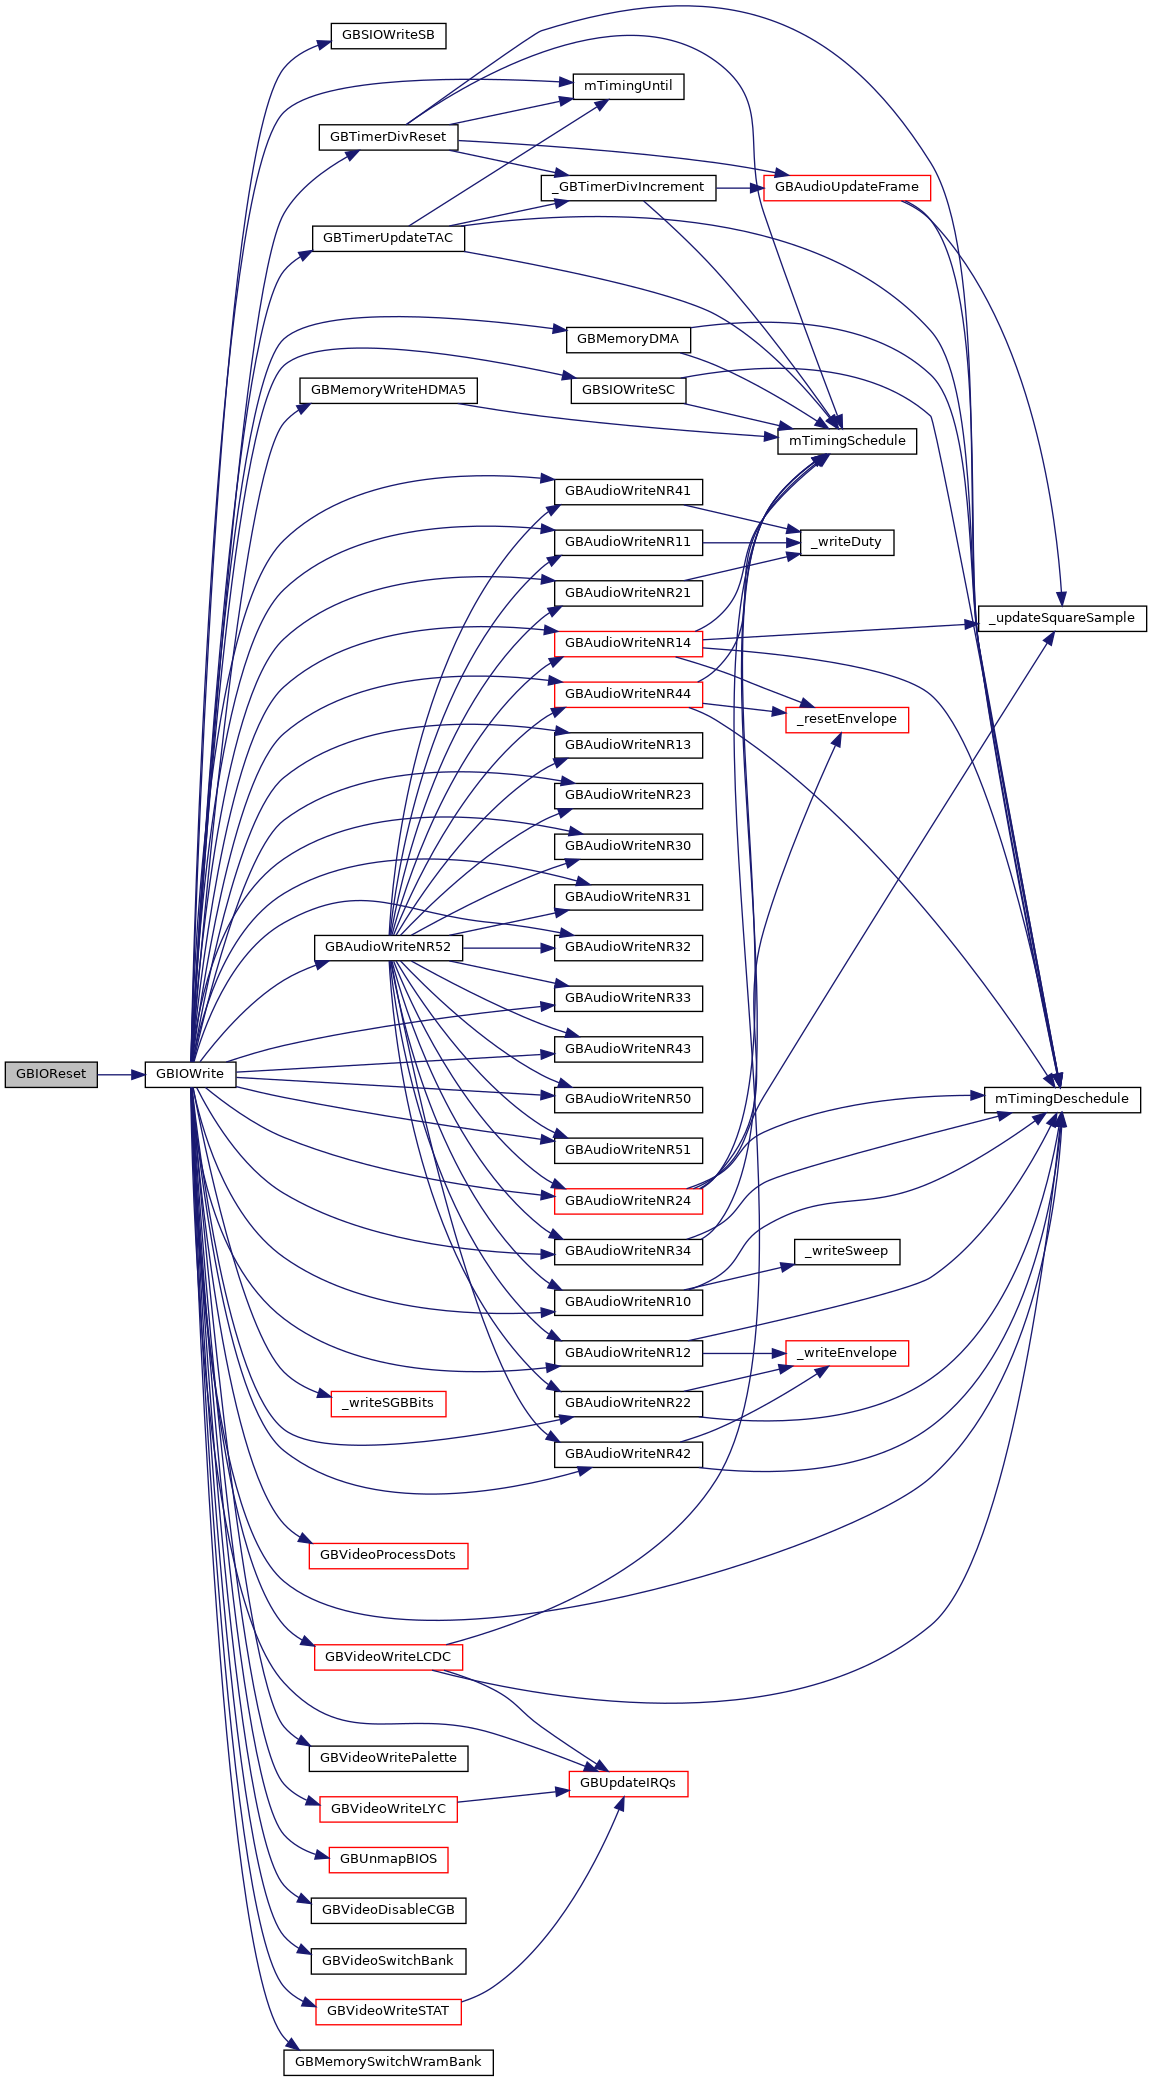 GBSIOWriteSB
mTimingUntil
GBTimerDivReset
_GBTimerDivIncrement
GBAudioUpdateFrame
GBTimerUpdateTAC
GBMemoryDMA
GBMemoryWriteHDMA5
GBSIOWriteSC
mTimingSchedule
GBAudioWriteNR41
GBAudioWriteNR11
_writeDuty
GBAudioWriteNR21
_updateSquareSample
GBAudioWriteNR14
GBAudioWriteNR44
_resetEnvelope
GBAudioWriteNR13
GBAudioWriteNR23
GBAudioWriteNR30
GBAudioWriteNR31
GBAudioWriteNR52
GBAudioWriteNR32
GBAudioWriteNR33
GBAudioWriteNR43
GBIOReset
GBIOWrite
GBAudioWriteNR50
mTimingDeschedule
GBAudioWriteNR51
GBAudioWriteNR24
GBAudioWriteNR34
_writeSweep
GBAudioWriteNR10
GBAudioWriteNR12
_writeEnvelope
_writeSGBBits
GBAudioWriteNR22
GBAudioWriteNR42
GBVideoProcessDots
GBVideoWriteLCDC
GBVideoWritePalette
GBUpdateIRQs
GBVideoWriteLYC
GBUnmapBIOS
GBVideoDisableCGB
GBVideoSwitchBank
GBVideoWriteSTAT
GBMemorySwitchWramBank